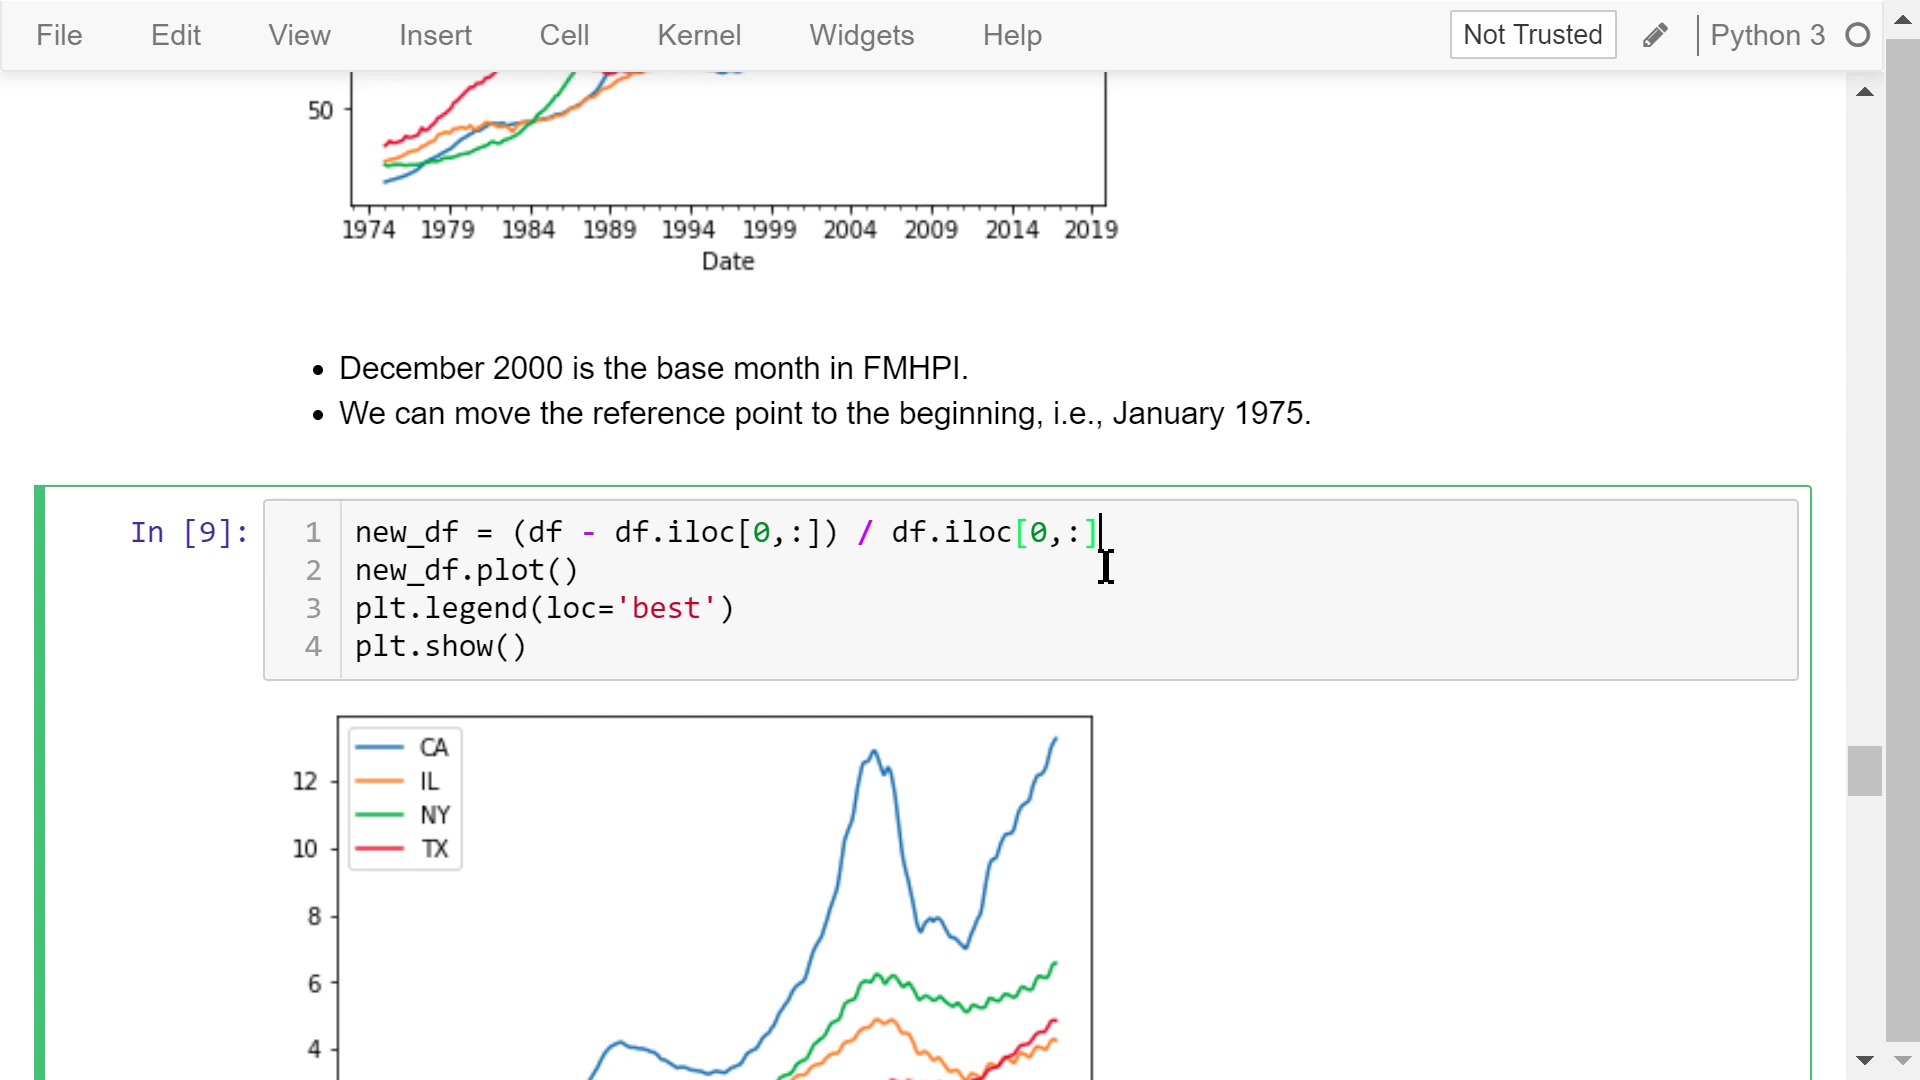 File Edit View Insert Cell Kernel Widgets Help Not Trusted Python 3
50
1974 1979 1984 1989 1994 1999 2004 2009 2014 2019
Date
• December 2000 is the base month in FMHPI.
• We can move the reference point to the beginning, i.e., January 1975.
In [9]: 1 new_df = (df - df.iloc[0,:]) / df.iloc[0,:]
2 new_df.plot()
3 plt.legend(loc='best')
4 plt.show()
CA
12 IL
NY
10 TX
8
6
4